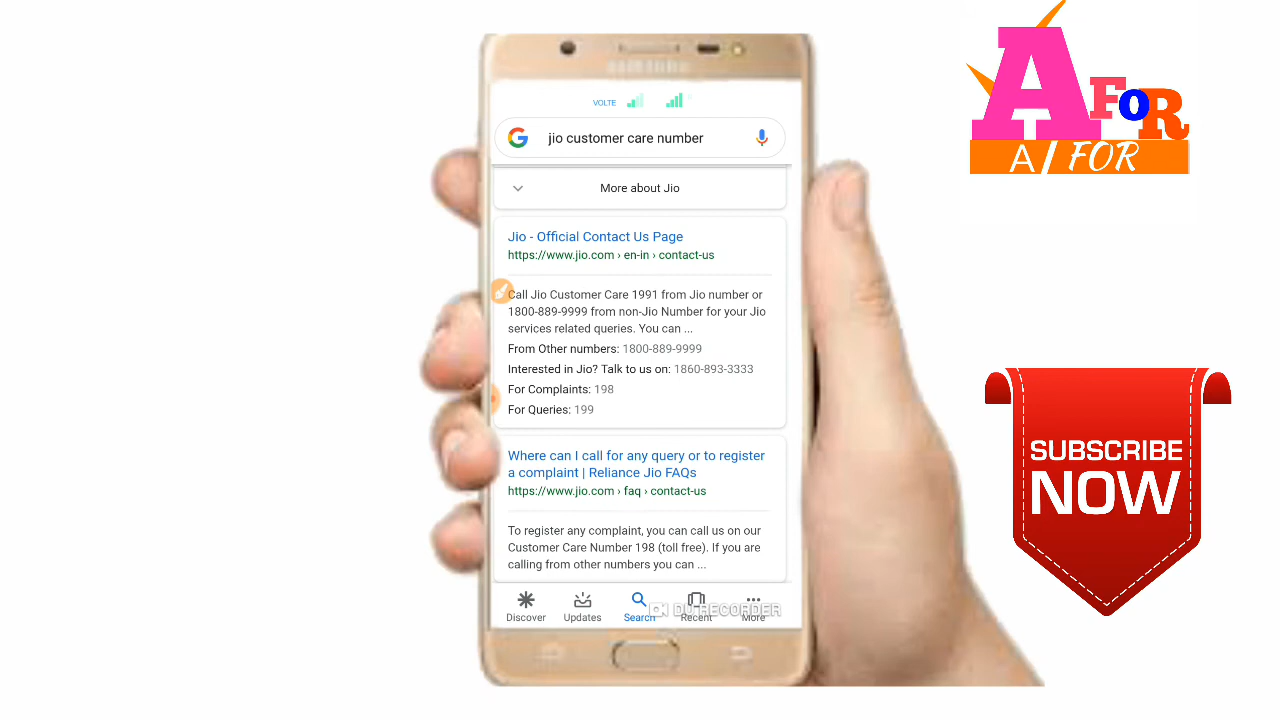 SAMSUNG
VOLTE
jio customer care number
More about Jio
Jio - Official Contact Us Page
https://www.jio.com › en-in › contact-us
Call Jio Customer Care 1991 from Jio number or
1800-889-9999 from non-Jio Number for your Jio
services related queries. You can ...
From Other numbers: 1800-889-9999
Interested in Jio? Talk to us on: 1860-893-3333
For Complaints: 198
For Queries: 199
Where can I call for any query or to register
a complaint | Reliance Jio FAQs
https://www.jio.com › faq › contact-us
To register any complaint, you can call us on our
Customer Care Number 198 (toll free). If you are
calling from other numbers you can ...
DU RECORDER
Discover Updates Search Recent More
A FOR
A / FOR
SUBSCRIBE
NOW